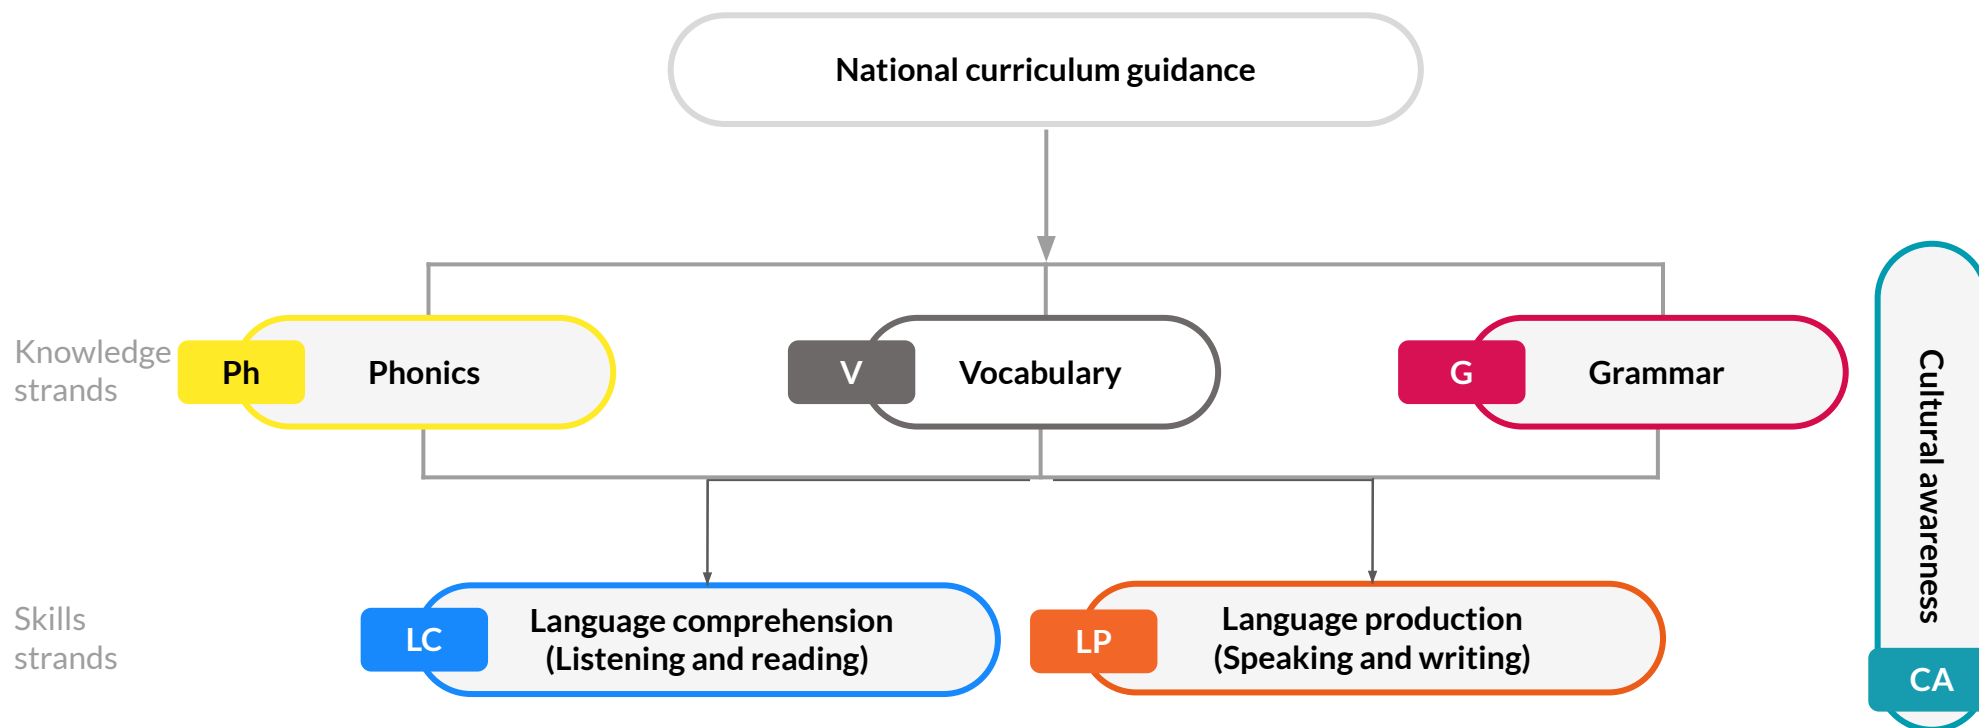 National curriculum guidance
Knowledge
strands
Ph
Phonics
V
Vocabulary
G
Grammar
Cultural awareness
CA
Skills
strands
LC
Language comprehension
(Listening and reading)
LP
Language production
(Speaking and writing)